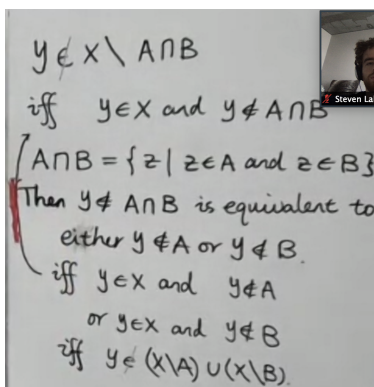 y ∉ X \ A∩B
iff y∈X and y∉A∩B
Steven La
A∩B = {z | z∈A and z∈B}
Then y∉ A∩B is equivalent to
either y∉A or y∉B.
iff y∈X and y∉A
or y∈X and y∉B
iff y∈(X\A)∪(X\B).